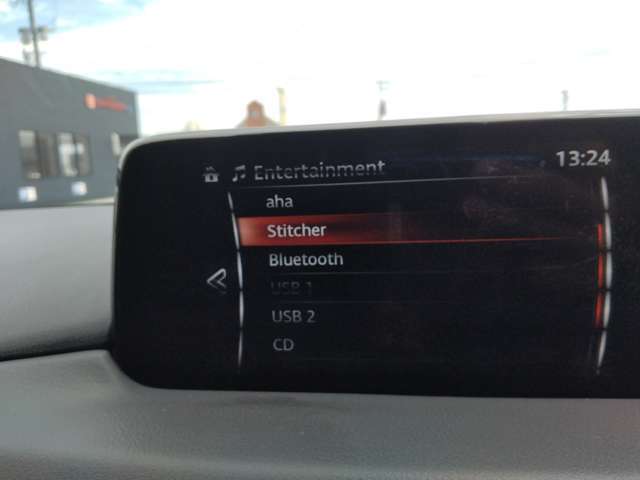 Entertainment
13:24
aha
Stitcher
Bluetooth
USB 1
USB 2
CD